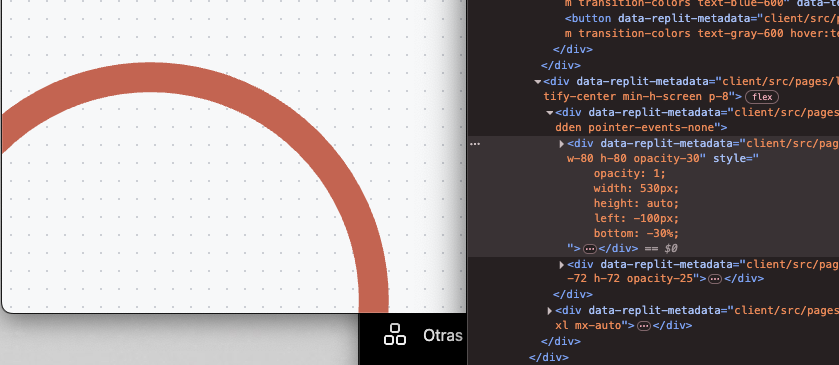 m transition-colors text-blue-600" data-te
<button data-replit-metadata="client/src/p
m transition-colors text-gray-600 hover:te
</div>
</div>
<div data-replit-metadata="client/src/pages/l
tify-center min-h-screen p-8"> flex
<div data-replit-metadata="client/src/page
dden pointer-events-none">
<div data-replit-metadata="client/src/pag
w-80 h-80 opacity-30" style="
opacity: 1;
width: 530px;
height: auto;
left: -100px;
bottom: -30%;
">…</div> == $0
<div data-replit-metadata="client/src/pag
-72 h-72 opacity-25">…</div>
</div>
<div data-replit-metadata="client/src/page
xl mx-auto">…</div>
</div>
</div>
Otras